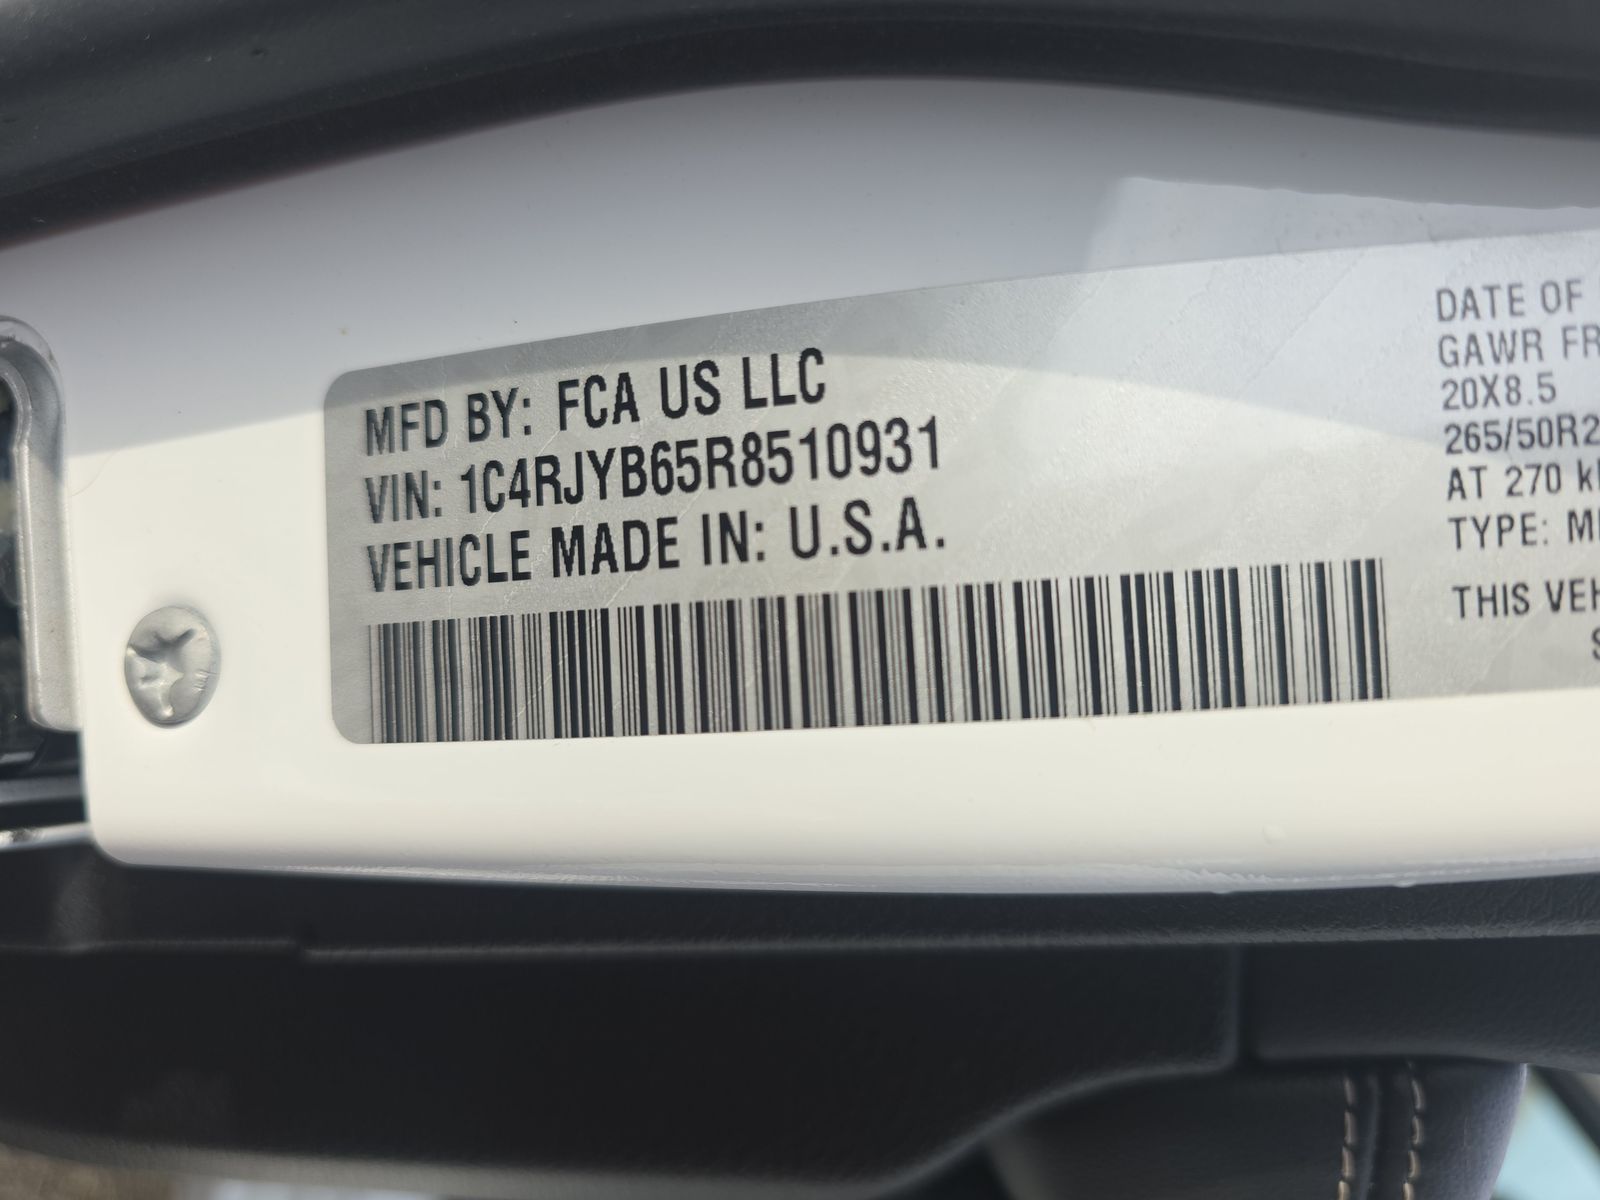 MFD BY: FCA US LLC
VIN: 1C4RJYB65R8510931
VEHICLE MADE IN: U.S.A.
DATE OF
GAWR FR
20X8.5
265/50R2
AT 270 k
TYPE: M
THIS VEH
S